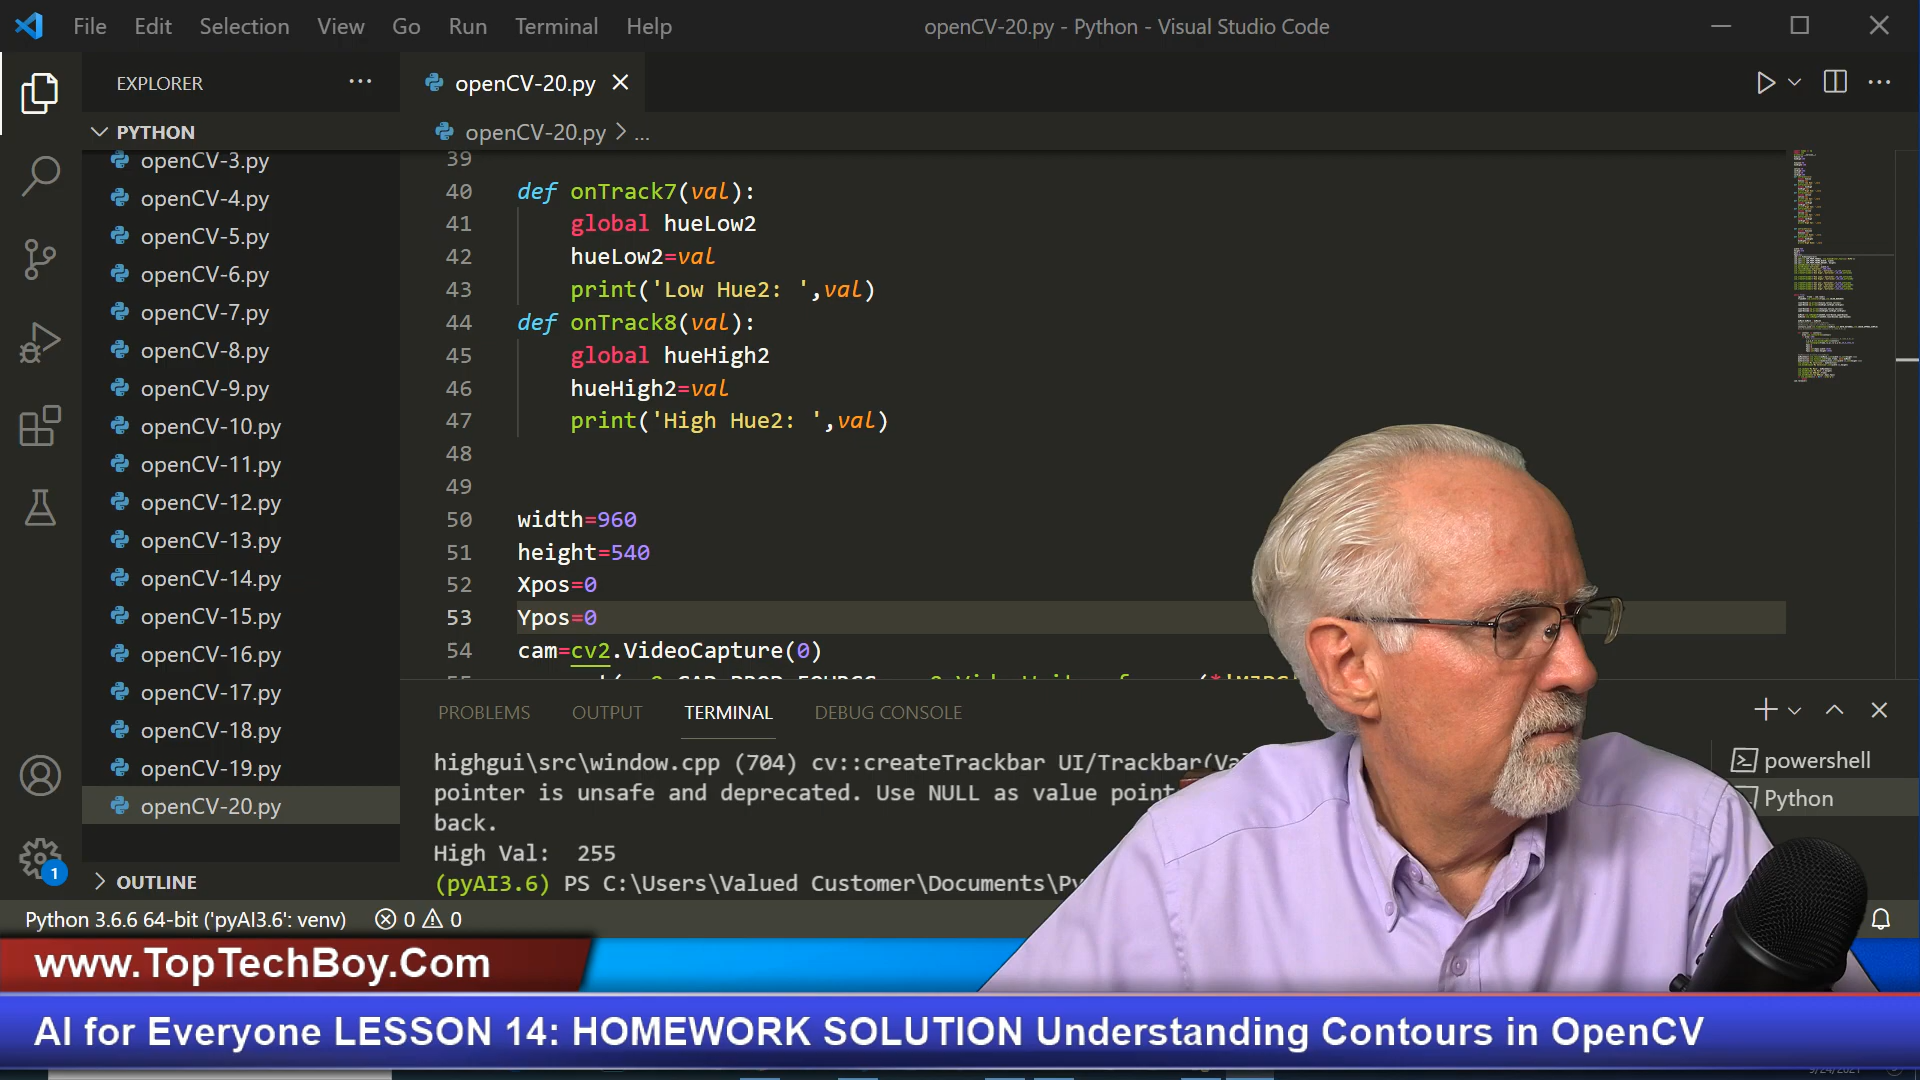 File Edit Selection View Go Run Terminal Help
openCV-20.py - Python - Visual Studio Code
EXPLORER
openCV-20.py
PYTHON
openCV-20.py > ...
openCV-3.py
openCV-4.py
openCV-5.py
openCV-6.py
openCV-7.py
openCV-8.py
openCV-9.py
openCV-10.py
openCV-11.py
openCV-12.py
openCV-13.py
openCV-14.py
openCV-15.py
openCV-16.py
openCV-17.py
openCV-18.py
openCV-19.py
openCV-20.py
OUTLINE
39
40 def onTrack7(val):
41 global hueLow2
42 hueLow2=val
43 print('Low Hue2: ',val)
44 def onTrack8(val):
45 global hueHigh2
46 hueHigh2=val
47 print('High Hue2: ',val)
48
49
50 width=960
51 height=540
52 Xpos=0
53 Ypos=0
54 cam=cv2.VideoCapture(0)
PROBLEMS OUTPUT TERMINAL DEBUG CONSOLE
highgui\src\window.cpp (704) cv::createTrackbar UI/Trackbar(Va
pointer is unsafe and deprecated. Use NULL as value point
back.
High Val: 255
(pyAI3.6) PS C:\Users\Valued Customer\Documents\Py
powershell
Python
1
Python 3.6.6 64-bit ('pyAI3.6': venv) 0 0
www.TopTechBoy.Com
AI for Everyone LESSON 14: HOMEWORK SOLUTION Understanding Contours in OpenCV